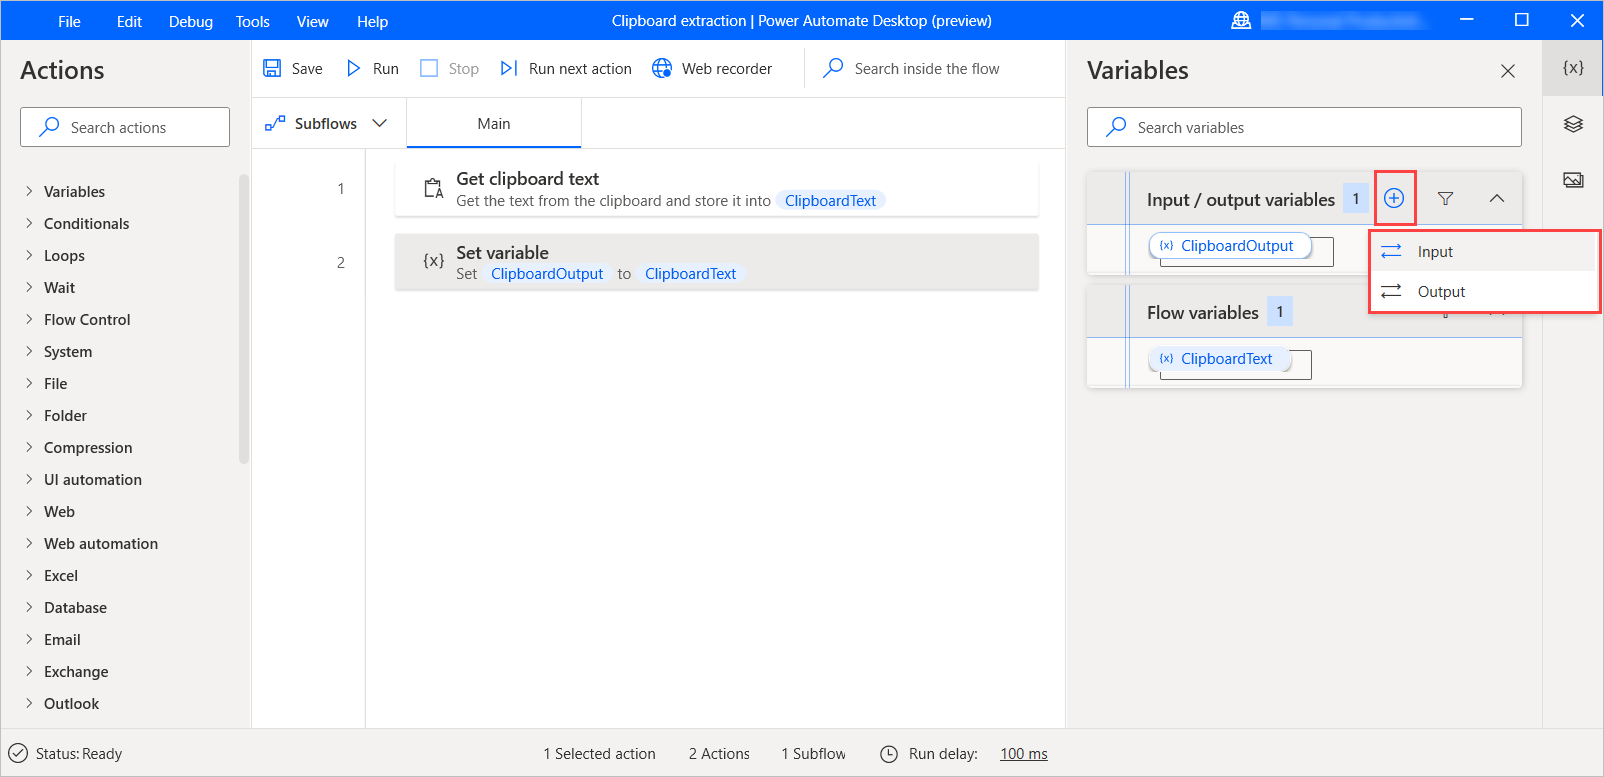 File Edit Debug Tools View Help Clipboard extraction | Power Automate Desktop (preview)
Actions
Search actions
Variables
Conditionals
Loops
Wait
Flow Control
System
File
Folder
Compression
UI automation
Web
Web automation
Excel
Database
Email
Exchange
Outlook
Save Run Stop Run next action Web recorder Search inside the flow
Subflows Main
1 Get clipboard text
Get the text from the clipboard and store it into ClipboardText
2 {x} Set variable
Set ClipboardOutput to ClipboardText
Variables
{x}
Search variables
Input / output variables 1
{x} ClipboardOutput
Input
Output
Flow variables 1
{x} ClipboardText
Status: Ready 1 Selected action 2 Actions 1 Subflow Run delay: 100 ms